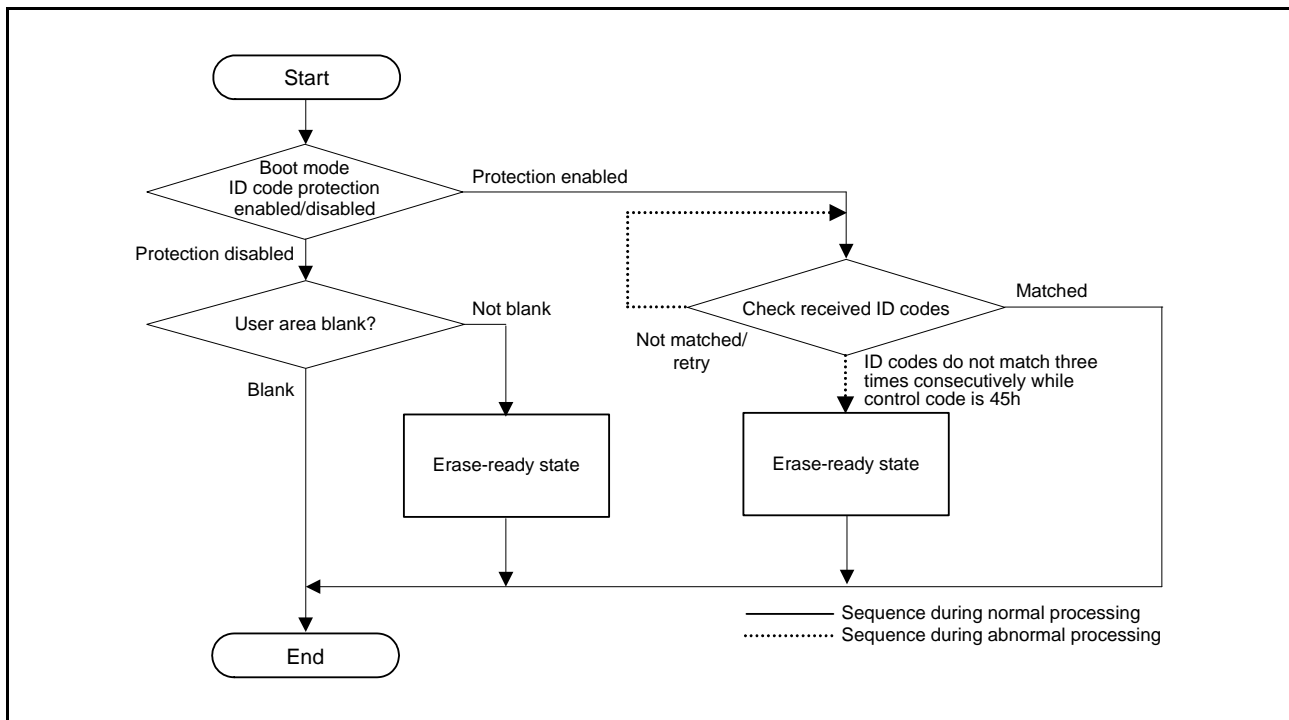 Start
Boot mode
ID code protection
enabled/disabled
Protection enabled
Protection disabled
User area blank?
Not blank
Blank
Check received ID codes
Matched
Not matched/
retry
ID codes do not match three
times consecutively while
control code is 45h
Erase-ready state
Erase-ready state
Sequence during normal processing
Sequence during abnormal processing
End